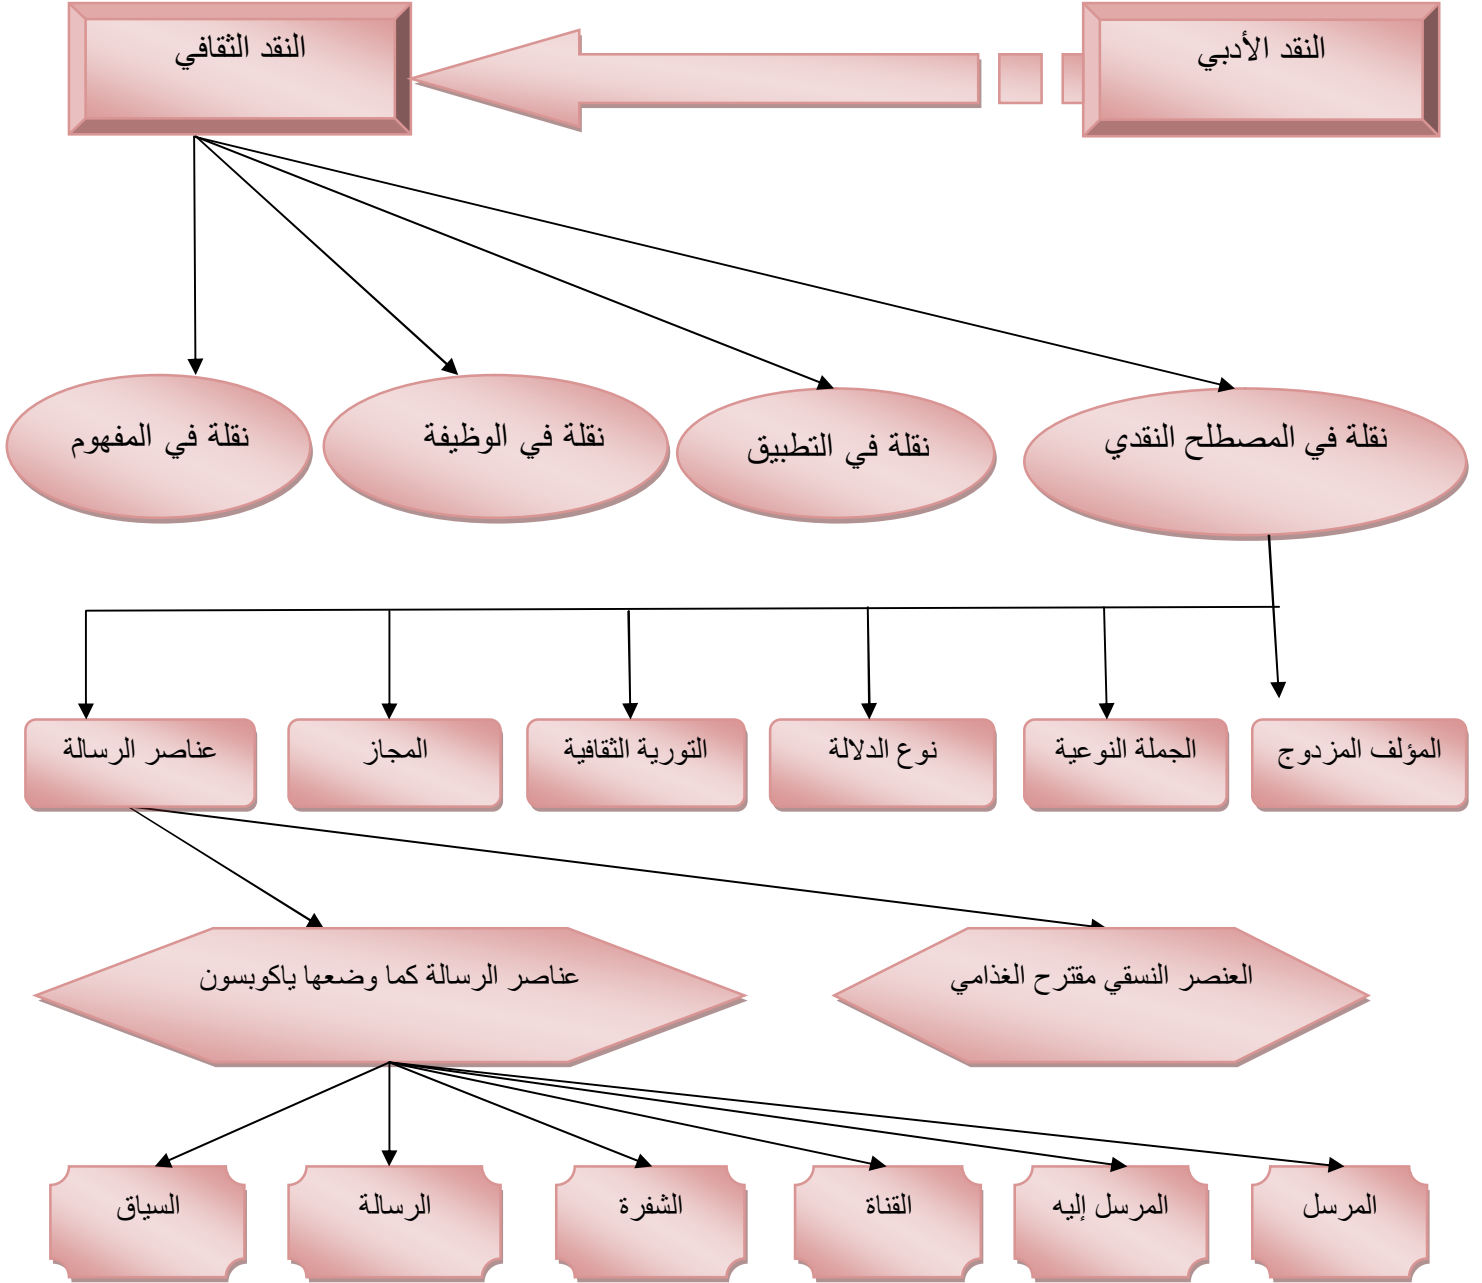 النقد الأدبي
النقد الثقافي
نقلة في المصطلح النقدي
نقلة في التطبيق
نقلة في الوظيفة
نقلة في المفهوم
المؤلف المزدوج
الجملة النوعية
نوع الدلالة
التورية الثقافية
المجاز
عناصر الرسالة
العنصر النسقي مقترح الغذامي
عناصر الرسالة كما وضعها ياكوبسون
المرسل
المرسل إليه
القناة
الشفرة
الرسالة
السياق